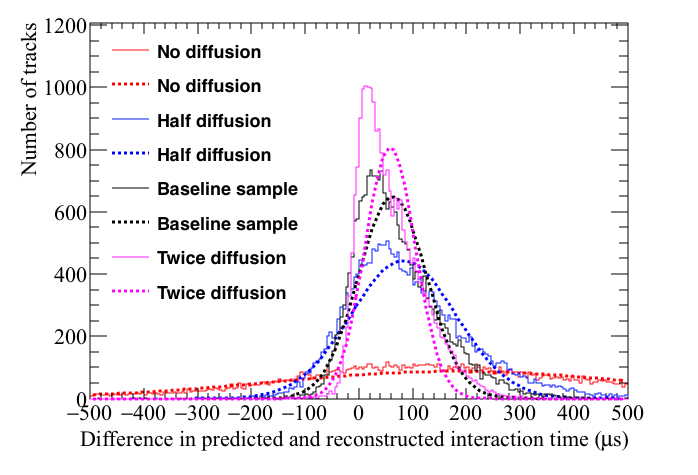 Number of tracks
1200
1000
800
600
400
200
0
No diffusion
No diffusion
Half diffusion
Half diffusion
Baseline sample
Baseline sample
Twice diffusion
Twice diffusion
−500 −400 −300 −200 −100 0 100 200 300 400 500
Difference in predicted and reconstructed interaction time (μs)